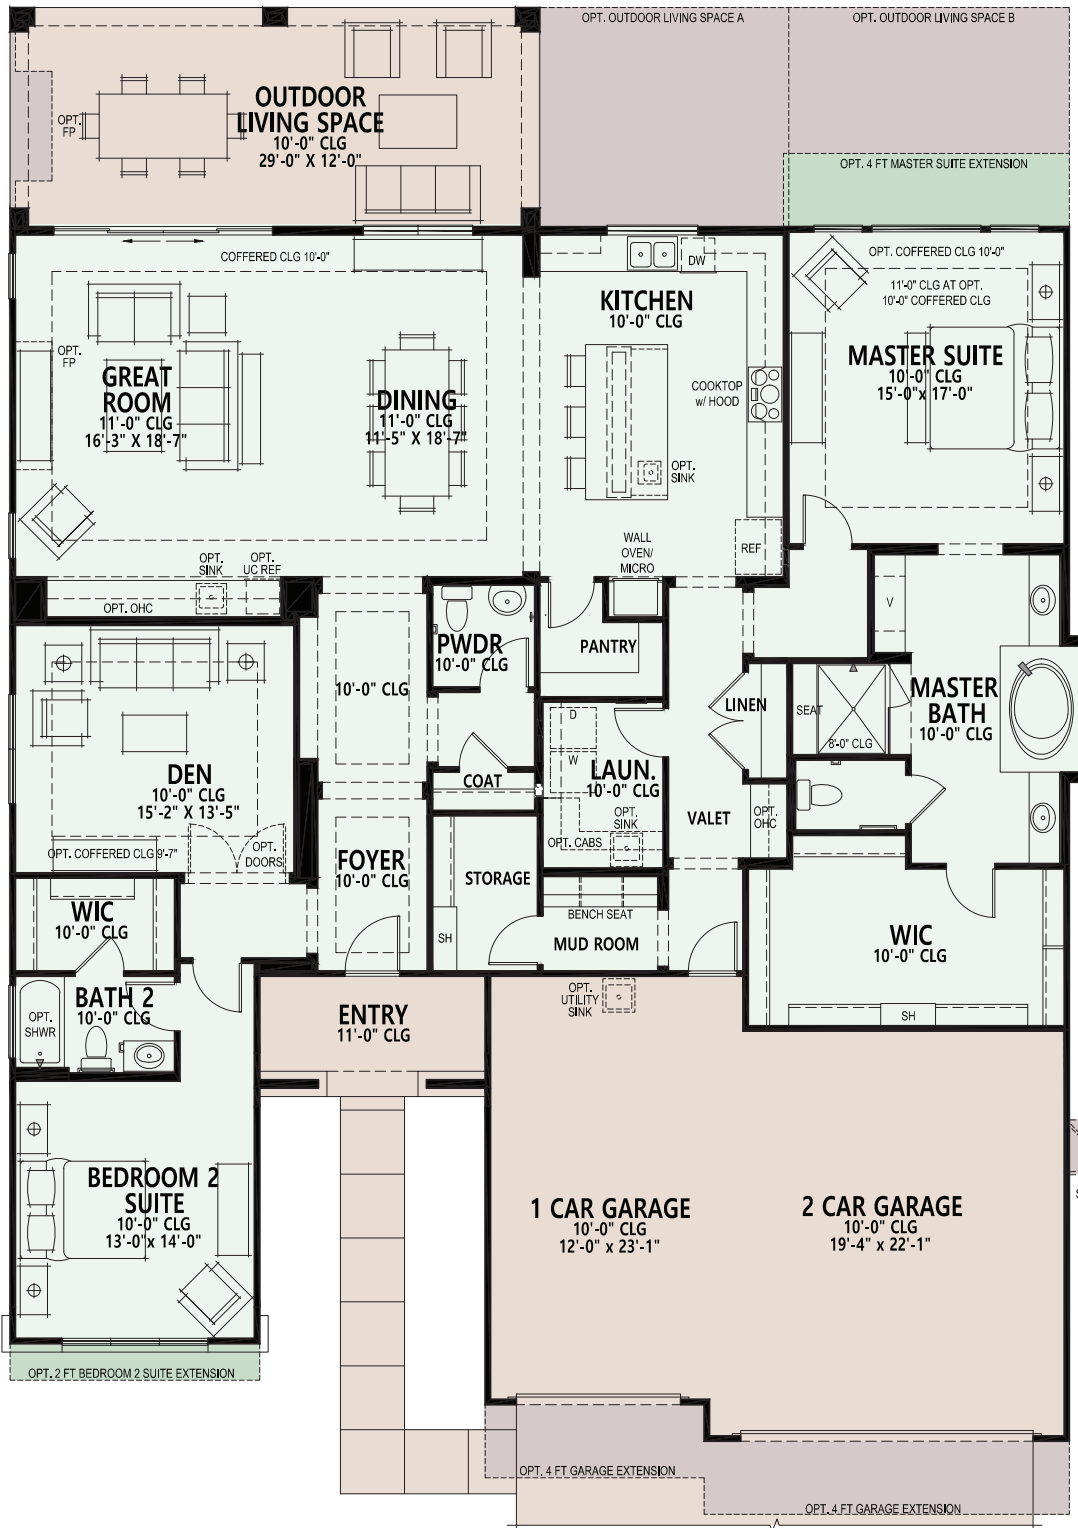 OPT. OUTDOOR LIVING SPACE A
OPT. OUTDOOR LIVING SPACE B
OPT.
FP
OUTDOOR
LIVING SPACE
10'-0" CLG
29'-0" X 12'-0"
OPT. 4 FT MASTER SUITE EXTENSION
COFFERED CLG 10'-0"
DW
KITCHEN
10'-0" CLG
OPT. COFFERED CLG 10'-0"
11'-0" CLG AT OPT.
10'-0" COFFERED CLG
OPT.
FP
GREAT
ROOM
11'-0" CLG
16'-3" X 18'-7"
DINING
11'-0" CLG
11'-5" X 18'-7"
COOKTOP
w/ HOOD
MASTER SUITE
10'-0" CLG
15'-0"x 17'-0"
OPT.
SINK
WALL
OVEN/
MICRO
REF
OPT.
SINK
OPT.
UC REF
OPT. OHC
V
PWDR
10'-0" CLG
PANTRY
10'-0" CLG
LINEN
SEAT
8'-0" CLG
MASTER
BATH
10'-0" CLG
D
W
LAUN.
10'-0" CLG
OPT.
SINK
OPT. CABS
DEN
10'-0" CLG
15'-2" X 13'-5"
OPT. COFFERED CLG 9'-7"
OPT.
DOORS
COAT
VALET
OPT.
OHC
FOYER
10'-0" CLG
STORAGE
SH
BENCH SEAT
MUD ROOM
WIC
10'-0" CLG
WIC
10'-0" CLG
SH
BATH 2
10'-0" CLG
OPT.
SHWR
ENTRY
11'-0" CLG
OPT.
UTILITY
SINK
BEDROOM 2
SUITE
10'-0" CLG
13'-0"x 14'-0"
1 CAR GARAGE
10'-0" CLG
12'-0" x 23'-1"
2 CAR GARAGE
10'-0" CLG
19'-4" x 22'-1"
OPT. 2 FT BEDROOM 2 SUITE EXTENSION
OPT. 4 FT GARAGE EXTENSION
OPT. 4 FT GARAGE EXTENSION